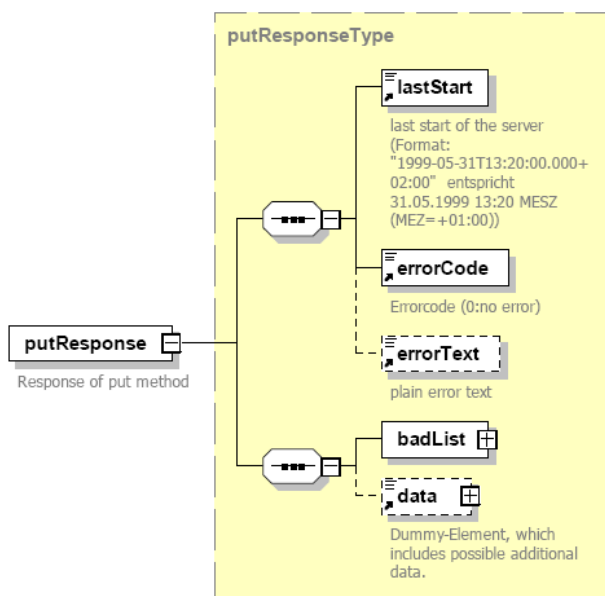 putResponseType
lastStart
last start of the server
(Format:
"1999-05-31T13:20:00.000+
02:00" entspricht
31.05.1999 13:20 MESZ
(MEZ=+01:00))
errorCode
Errorcode (0:no error)
putResponse
Response of put method
errorText
plain error text
badList
data
Dummy-Element, which
includes possible additional
data.